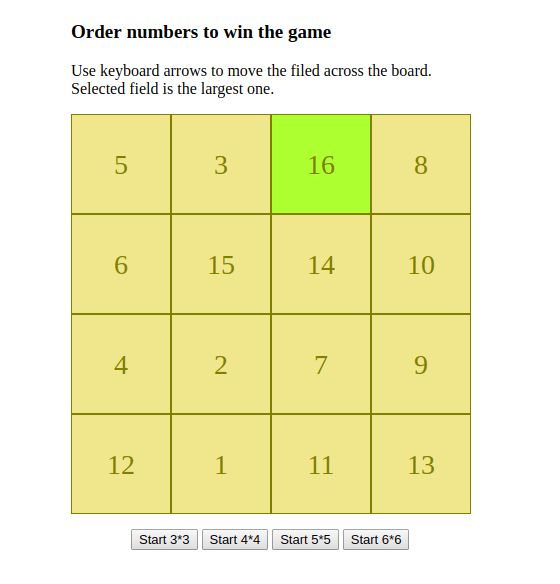 Order numbers to win the game
Use keyboard arrows to move the filed across the board.
Selected field is the largest one.
5 3 16 8
6 15 14 10
4 2 7 9
12 1 11 13
Start 3*3 Start 4*4 Start 5*5 Start 6*6